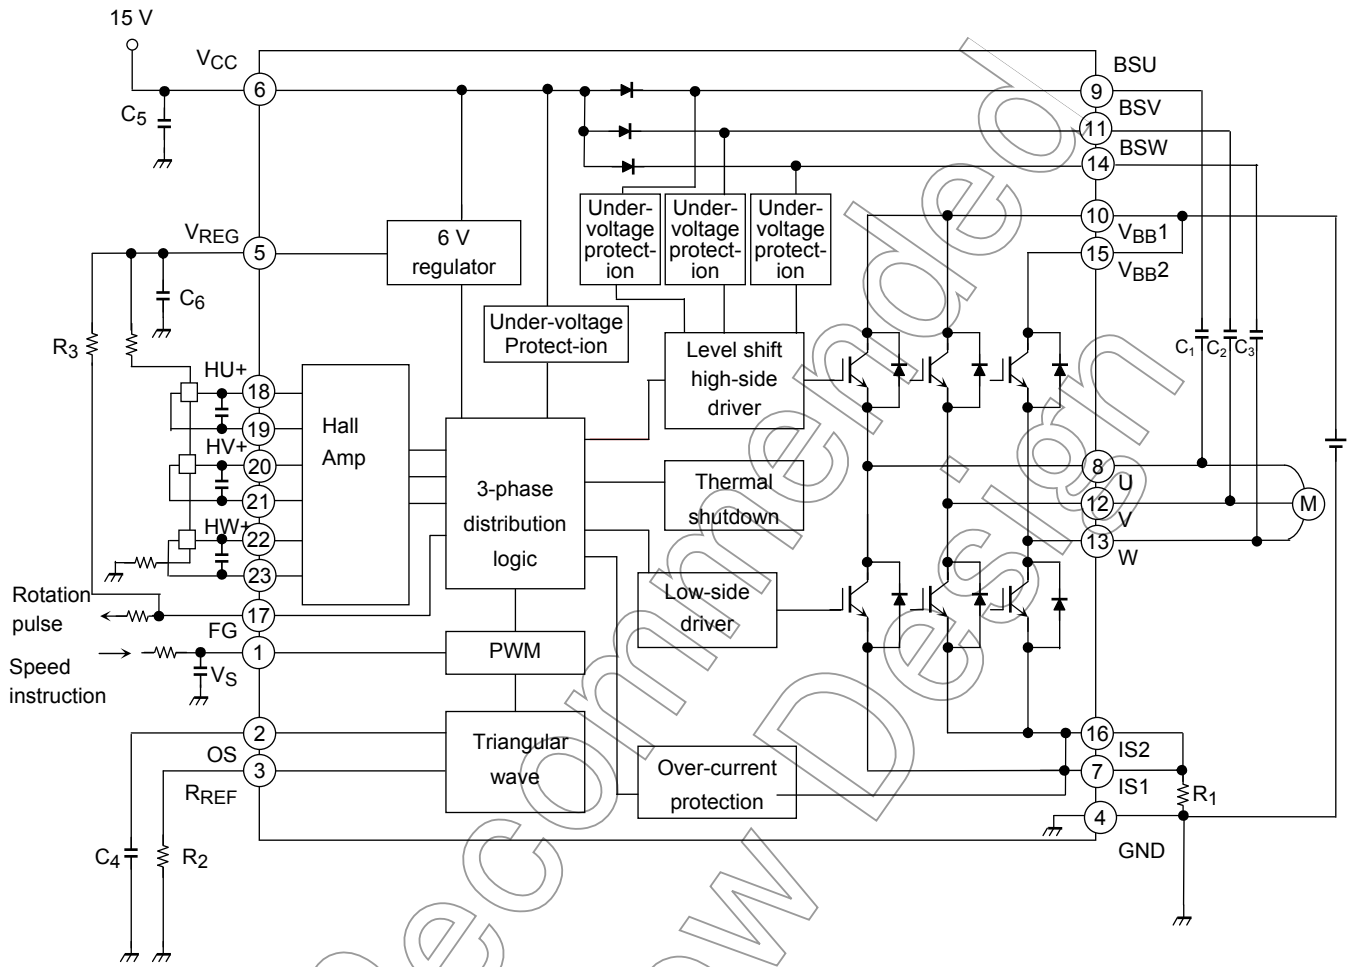 15 V
VCC
6
C5
BSU
9
BSV
11
BSW
14
10
VBB1
15
VBB2
VREG
5
6 V
regulator
Under-
voltage
protect-
ion
Under-
voltage
protect-
ion
Under-
voltage
protect-
ion
C6
R3
Under-voltage
Protect-ion
Level shift
high-side
driver
C1
C2
C3
HU+
18
19
HV+
20
21
HW+
22
23
Hall
Amp
3-phase
distribution
logic
Thermal
shutdown
8
U
12
V
13
W
M
Low-side
driver
Rotation
pulse
17
FG
Speed
instruction
1
VS
PWM
2
OS
3
RREF
Triangular
wave
Over-current
protection
16
IS2
7
IS1
R1
4
GND
C4
R2
Recommended
New Design